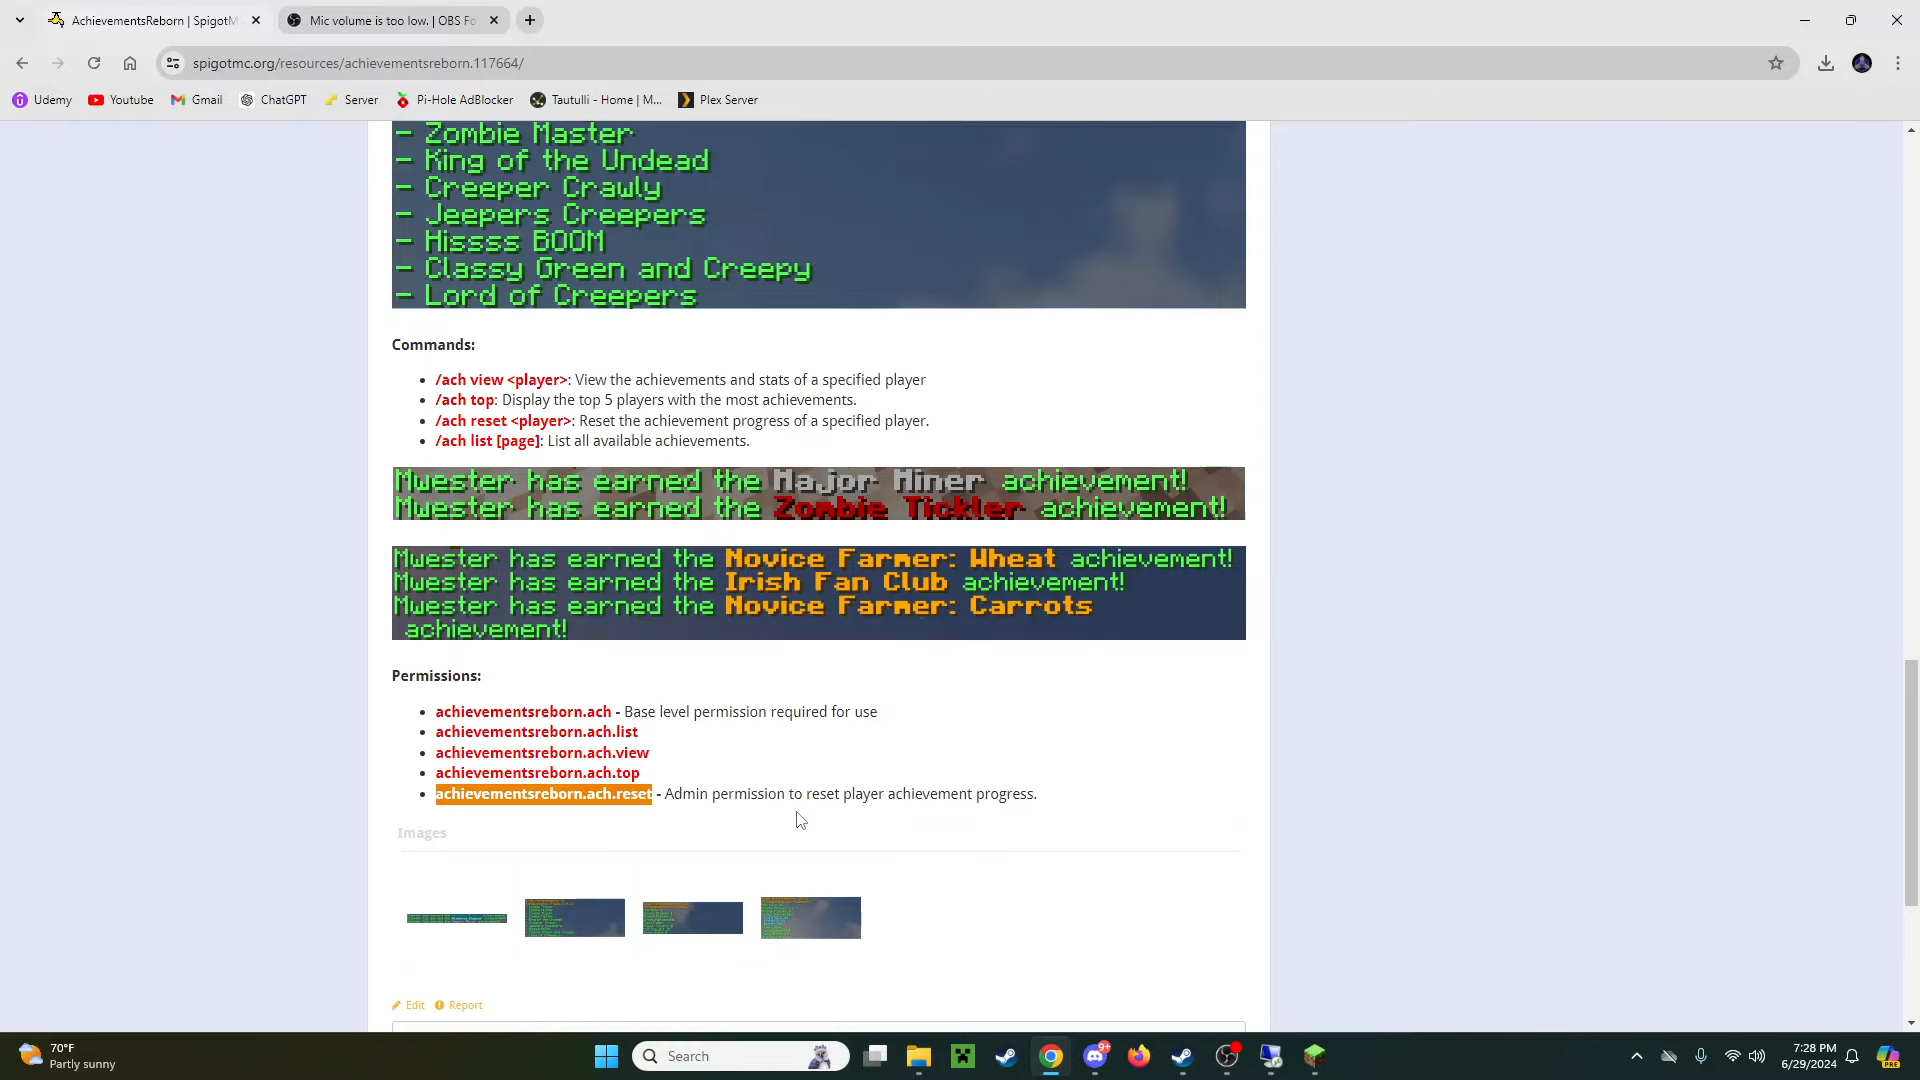 AchievementsReborn | SpigotM
Mic volume is too low. | OBS Fo
spigotmc.org/resources/achievementsreborn.117664/
Udemy
Youtube
Gmail
ChatGPT
Server
Pi-Hole AdBlocker
Tautulli - Home | M...
Plex Server
- Zombie Master
- King of the Undead
- Creeper Crawly
- Jeepers Creepers
- Hissss BOOM
- Classy Green and Creepy
- Lord of Creepers
Commands:
• /ach view <player>: View the achievements and stats of a specified player
• /ach top: Display the top 5 players with the most achievements.
• /ach reset <player>: Reset the achievement progress of a specified player.
• /ach list [page]: List all available achievements.
Mwester has earned the Major Miner achievement!
Mwester has earned the Zombie Tickler achievement!
Mwester has earned the Novice Farmer: Wheat achievement!
Mwester has earned the Irish Fan Club achievement!
Mwester has earned the Novice Farmer: Carrots
achievement!
Permissions:
• achievementsreborn.ach - Base level permission required for use
• achievementsreborn.ach.list
• achievementsreborn.ach.view
• achievementsreborn.ach.top
• achievementsreborn.ach.reset - Admin permission to reset player achievement progress.
Images
Edit
Report
70°F
Partly sunny
Search
9+
7:28 PM
6/29/2024
PRE